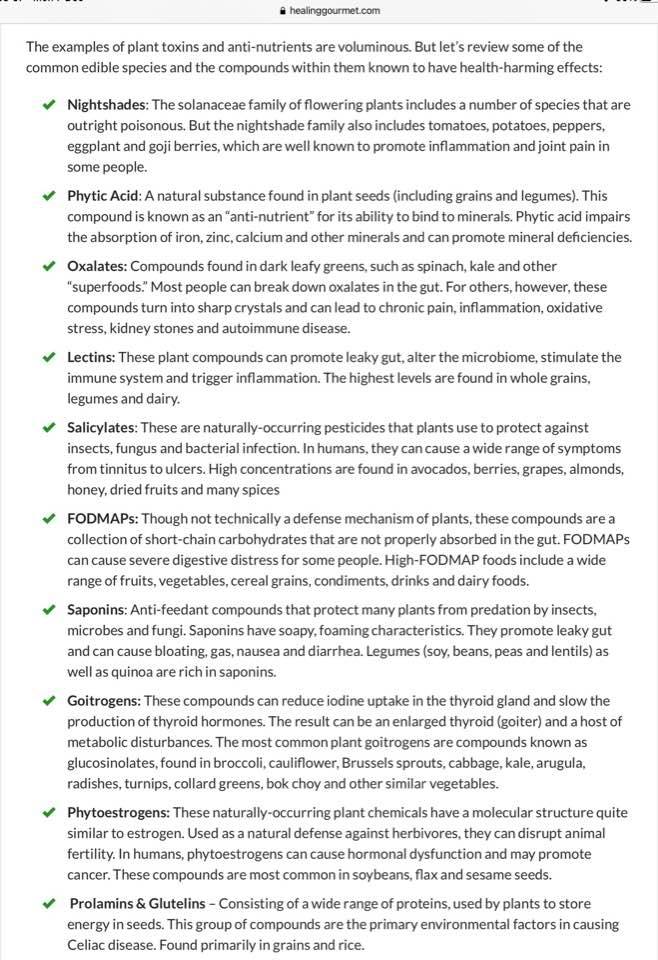 healinggourmet.com
The examples of plant toxins and anti-nutrients are voluminous. But let's review some of the
common edible species and the compounds within them known to have health-harming effects:
Nightshades: The solanaceae family of flowering plants includes a number of species that are
outright poisonous. But the nightshade family also includes tomatoes, potatoes, peppers,
eggplant and goji berries, which are well known to promote inflammation and joint pain in
some people.
Phytic Acid: A natural substance found in plant seeds (including grains and legumes). This
compound is known as an "anti-nutrient" for its ability to bind to minerals. Phytic acid impairs
the absorption of iron, zinc, calcium and other minerals and can promote mineral deficiencies.
Oxalates: Compounds found in dark leafy greens, such as spinach, kale and other
"superfoods." Most people can break down oxalates in the gut. For others, however, these
compounds turn into sharp crystals and can lead to chronic pain, inflammation, oxidative
stress, kidney stones and autoimmune disease.
Lectins: These plant compounds can promote leaky gut, alter the microbiome, stimulate the
immune system and trigger inflammation. The highest levels are found in whole grains,
legumes and dairy.
Salicylates: These are naturally-occurring pesticides that plants use to protect against
insects, fungus and bacterial infection. In humans, they can cause a wide range of symptoms
from tinnitus to ulcers. High concentrations are found in avocados, berries, grapes, almonds,
honey, dried fruits and many spices
FODMAPs: Though not technically a defense mechanism of plants, these compounds are a
collection of short-chain carbohydrates that are not properly absorbed in the gut. FODMAPs
can cause severe digestive distress for some people. High-FODMAP foods include a wide
range of fruits, vegetables, cereal grains, condiments, drinks and dairy foods.
Saponins: Anti-feedant compounds that protect many plants from predation by insects,
microbes and fungi. Saponins have soapy, foaming characteristics. They promote leaky gut
and can cause bloating, gas, nausea and diarrhea. Legumes (soy, beans, peas and lentils) as
well as quinoa are rich in saponins.
Goitrogens: These compounds can reduce iodine uptake in the thyroid gland and slow the
production of thyroid hormones. The result can be an enlarged thyroid (goiter) and a host of
metabolic disturbances. The most common plant goitrogens are compounds known as
glucosinolates, found in broccoli, cauliflower, Brussels sprouts, cabbage, kale, arugula,
radishes, turnips, collard greens, bok choy and other similar vegetables.
Phytoestrogens: These naturally-occurring plant chemicals have a molecular structure quite
similar to estrogen. Used as a natural defense against herbivores, they can disrupt animal
fertility. In humans, phytoestrogens can cause hormonal dysfunction and may promote
cancer. These compounds are most common in soybeans, flax and sesame seeds.
Prolamins & Glutelins – Consisting of a wide range of proteins, used by plants to store
energy in seeds. This group of compounds are the primary environmental factors in causing
Celiac disease. Found primarily in grains and rice.